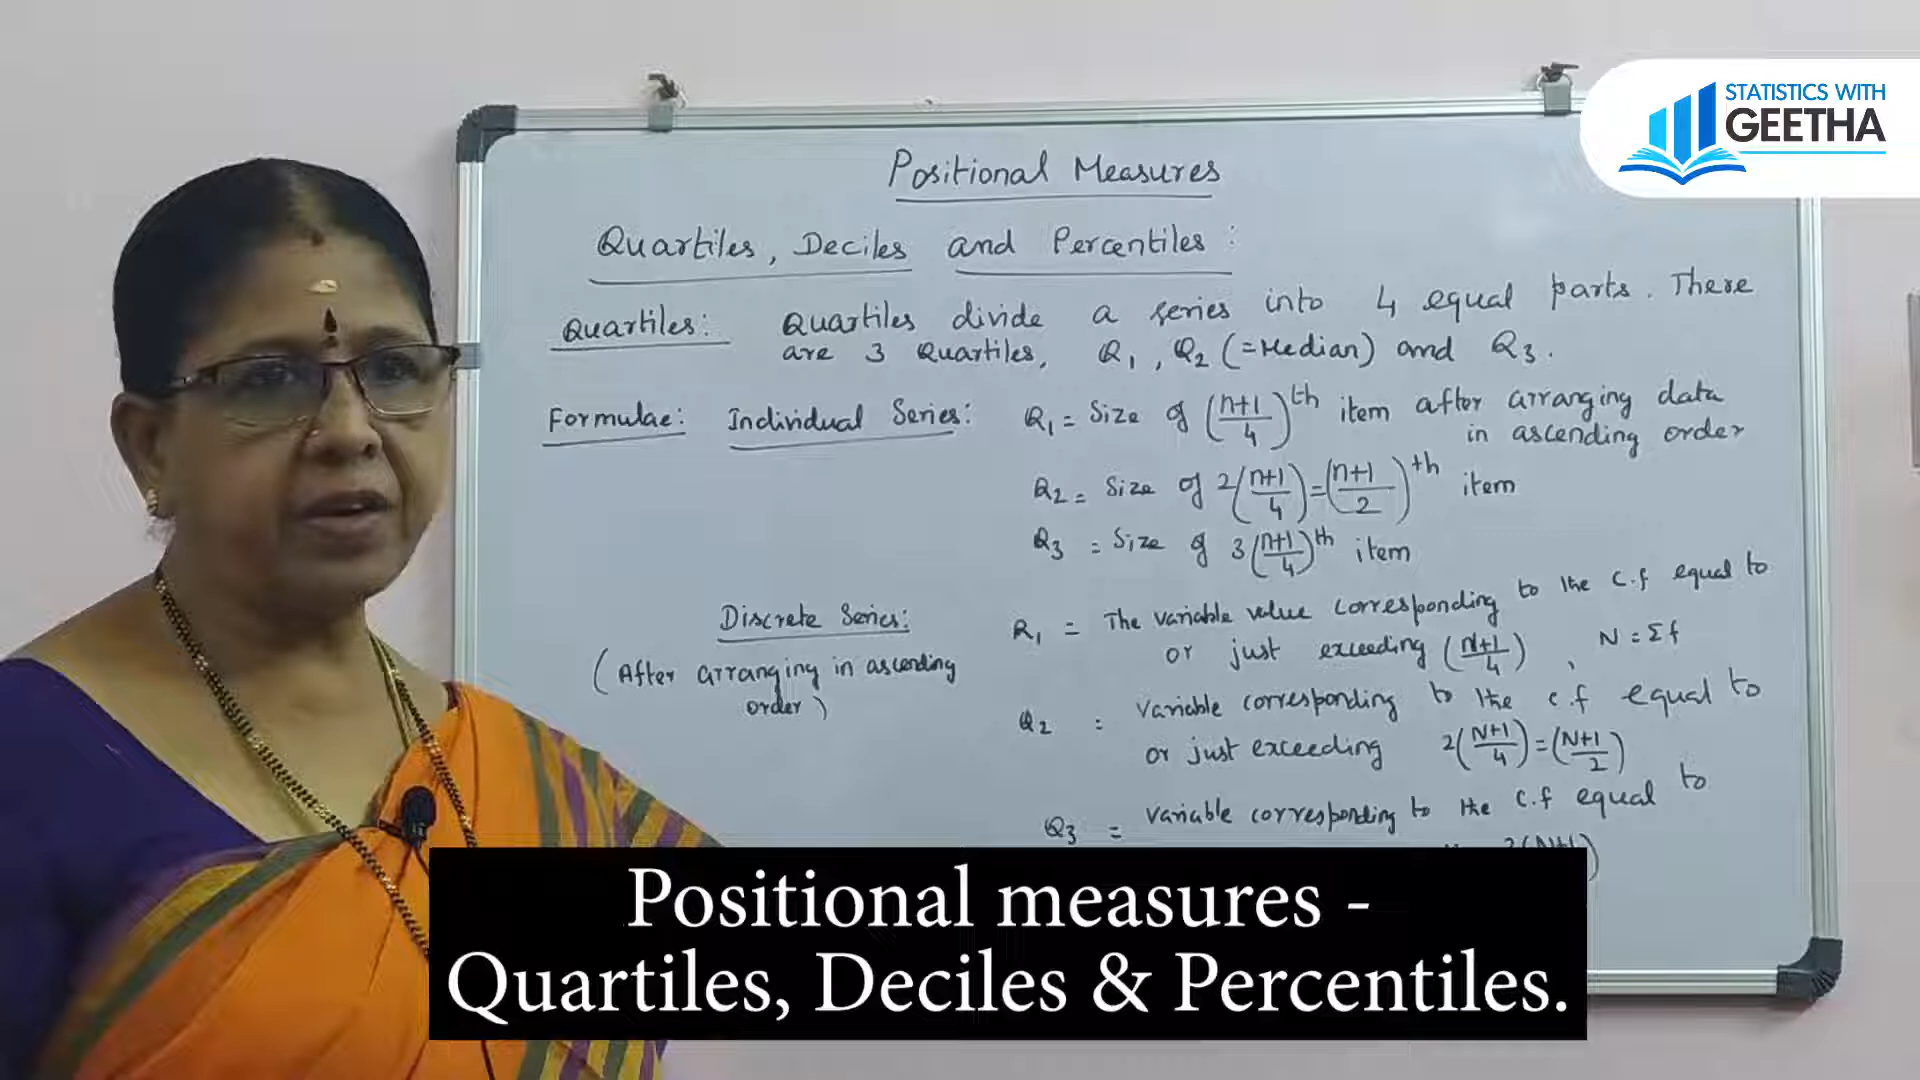 STATISTICS WITH
GEETHA
Positional Measures
Quartiles, Deciles and Percentiles:
Quartiles: Quartiles divide a series into 4 equal parts. There
are 3 Quartiles, Q₁, Q₂ (=Median) and Q₃.
Formulae: Individual Series: Q₁ = Size of ((n+1)/4)th item after arranging data
in ascending order
Q₂ = Size of 2((n+1)/4) = ((n+1)/2)th item
Q₃ = Size of 3((n+1)/4)th item
Discrete Series:
(After arranging in ascending
order)
Q₁ = The variable value corresponding to the c.f equal to
or just exceeding ((N+1)/4), N = Σf
Q₂ = variable corresponding to the c.f equal to
or just exceeding 2((N+1)/4) = ((N+1)/2)
Q₃ = variable corresponding to the c.f equal to
Positional measures -
Quartiles, Deciles & Percentiles.